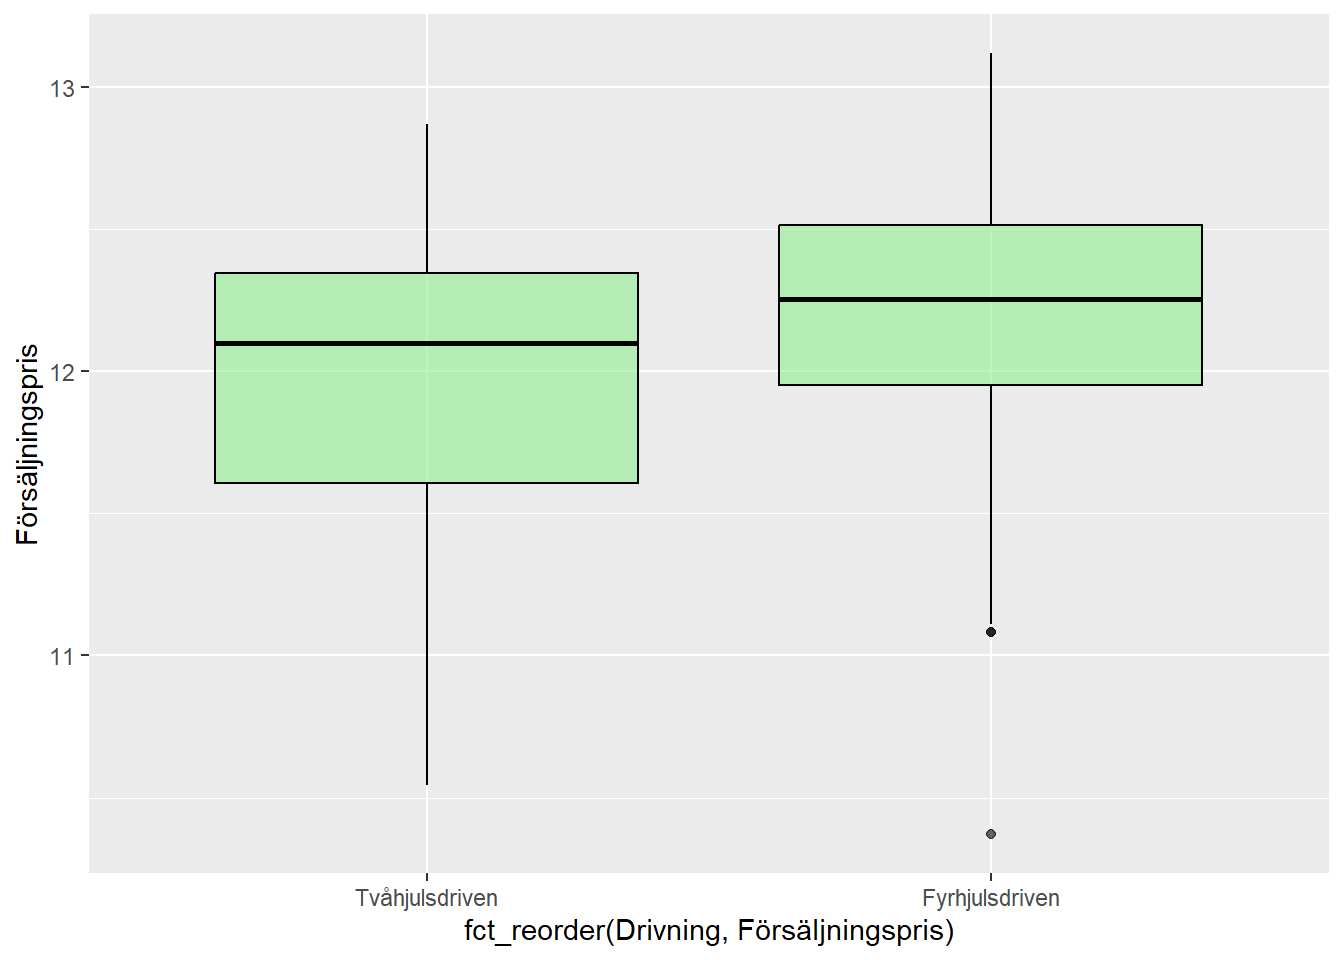 Försäljningspris
13
12
11
Tvåhjulsdriven
Fyrhjulsdriven
fct_reorder(Drivning, Försäljningspris)